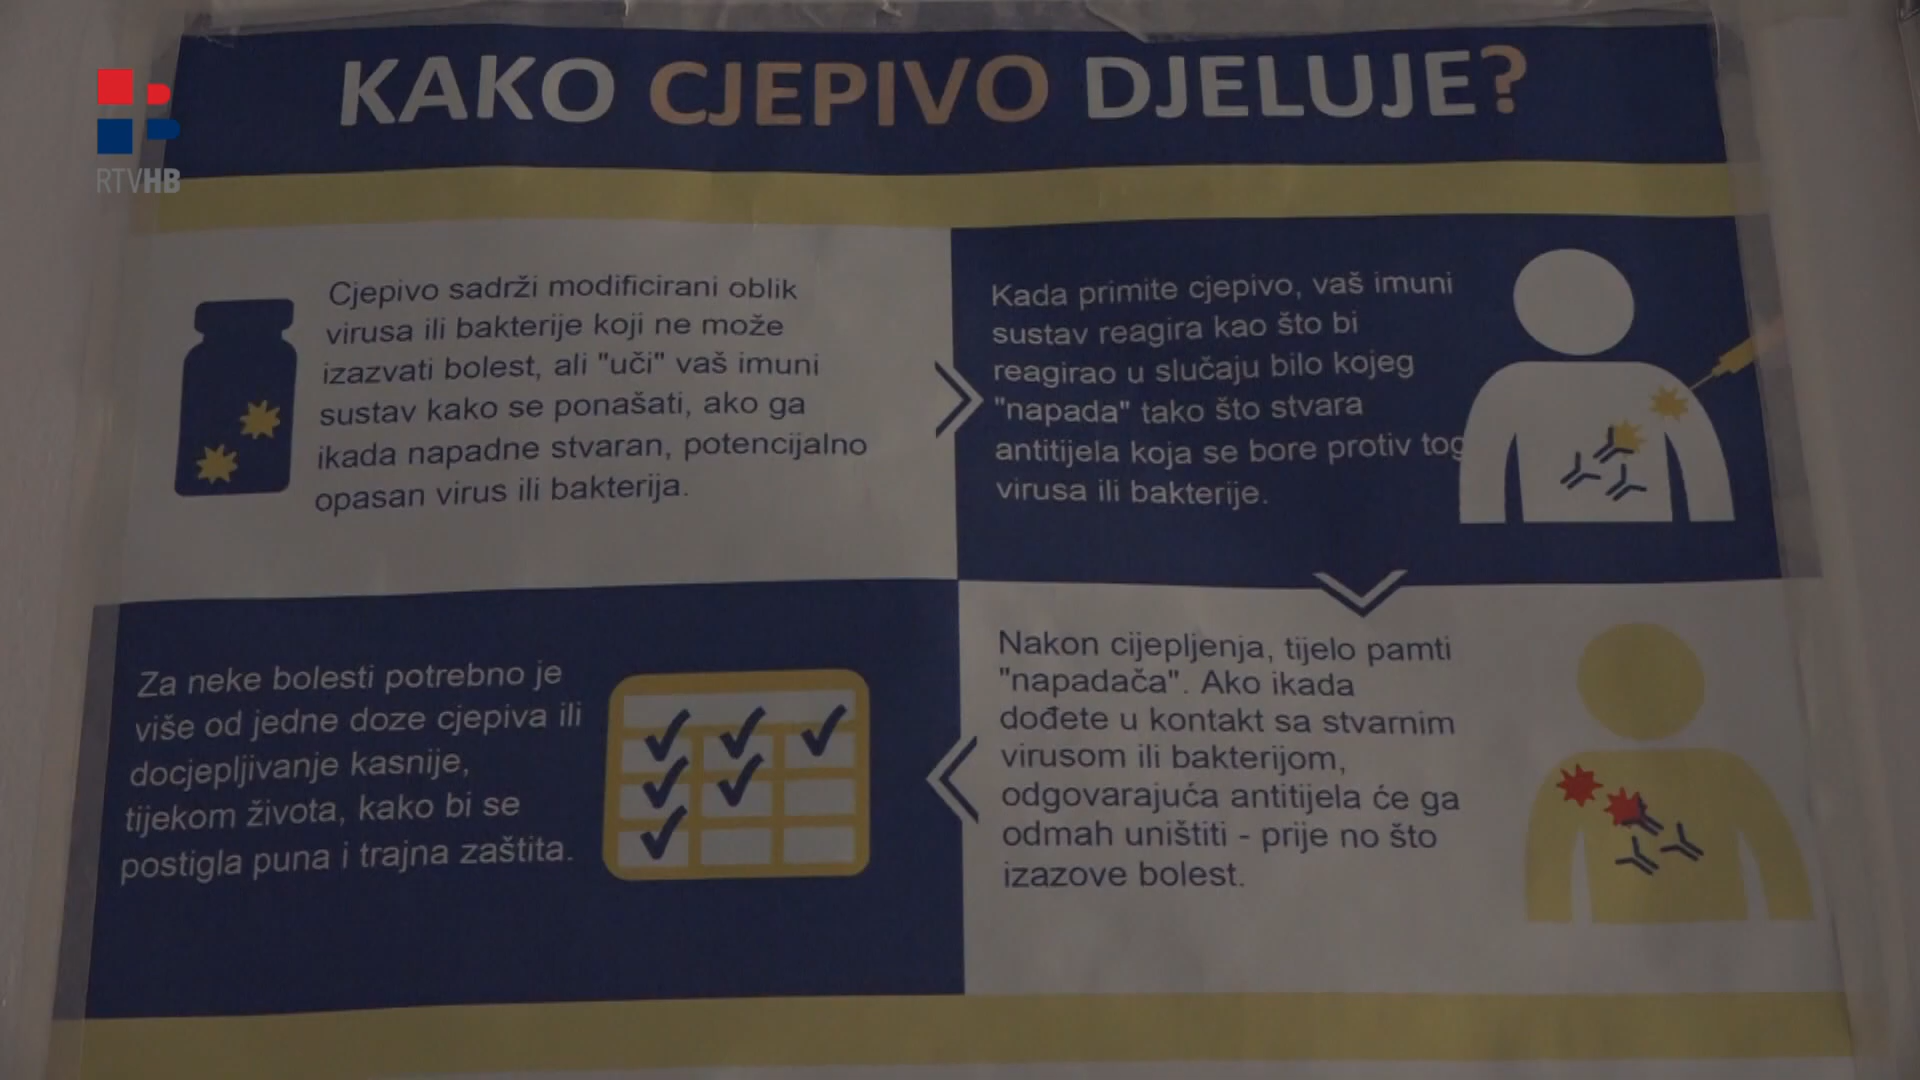 KAKO CJEPIVO DJELUJE?
RTVHB
Cjepivo sadrži modificirani oblik
virusa ili bakterije koji ne može
izazvati bolest, ali "uči" vaš imuni
sustav kako se ponašati, ako ga
ikada napadne stvaran, potencijalno
opasan virus ili bakterija.
Kada primite cjepivo, vaš imuni
sustav reagira kao što bi
reagirao u slučaju bilo kojeg
"napada" tako što stvara
antitijela koja se bore protiv tog
virusa ili bakterije.
Nakon cijepljenja, tijelo pamti
"napadača". Ako ikada
dođete u kontakt sa stvarnim
virusom ili bakterijom,
odgovarajuća antitijela će ga
odmah uništiti - prije no što
izazove bolest.
Za neke bolesti potrebno je
više od jedne doze cjepiva ili
docjepljivanje kasnije,
tijekom života, kako bi se
postigla puna i trajna zaštita.